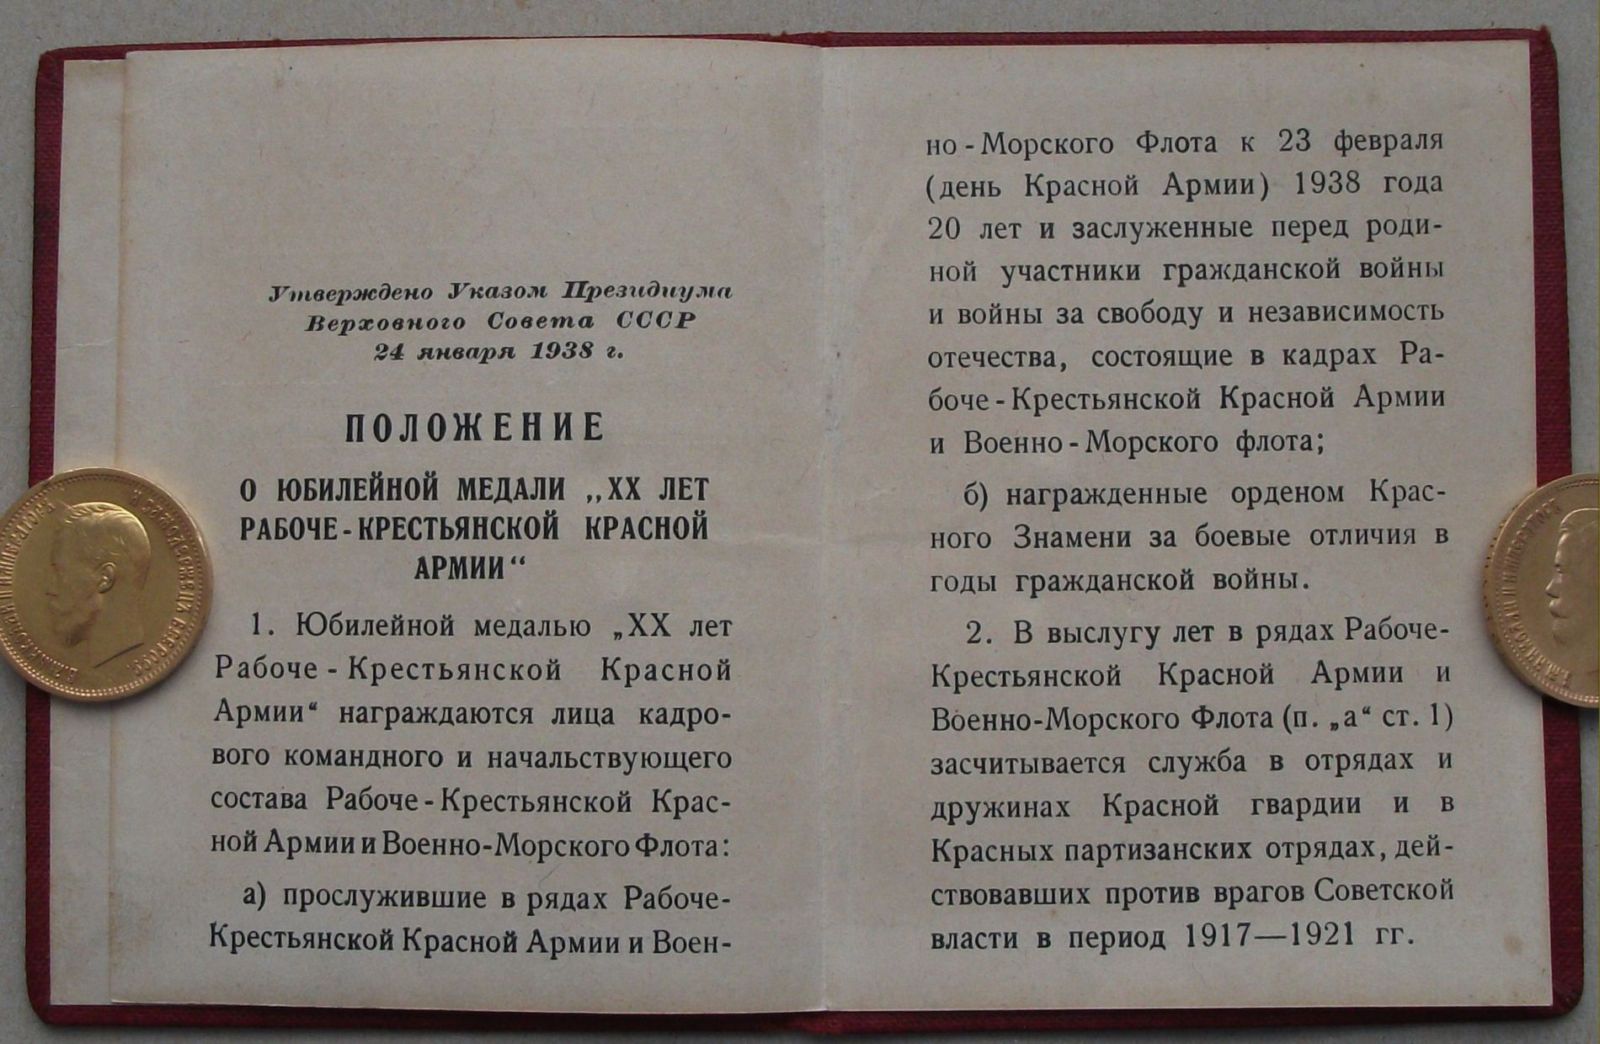 Утверждено Указом Президиума
Верховного Совета СССР
24 января 1938 г.
ПОЛОЖЕНИЕ
О ЮБИЛЕЙНОЙ МЕДАЛИ „XX ЛЕТ
РАБОЧЕ-КРЕСТЬЯНСКОЙ КРАСНОЙ
АРМИИ“
1. Юбилейной медалью „XX лет
Рабоче-Крестьянской Красной
Армии“ награждаются лица кадро-
вого командного и начальствующего
состава Рабоче-Крестьянской Крас-
ной Армии и Военно-Морского Флота:
а) прослужившие в рядах Рабоче-
Крестьянской Красной Армии и Воен-
но-Морского Флота к 23 февраля
(день Красной Армии) 1938 года
20 лет и заслуженные перед роди-
ной участники гражданской войны
и войны за свободу и независимость
отечества, состоящие в кадрах Ра-
боче-Крестьянской Красной Армии
и Военно-Морского флота;
б) награжденные орденом Крас-
ного Знамени за боевые отличия в
годы гражданской войны.
2. В выслугу лет в рядах Рабоче-
Крестьянской Красной Армии и
Военно-Морского Флота (п. „а“ ст. 1)
засчитывается служба в отрядах и
дружинах Красной гвардии и в
Красных партизанских отрядах, дей-
ствовавших против врагов Советской
власти в период 1917—1921 гг.